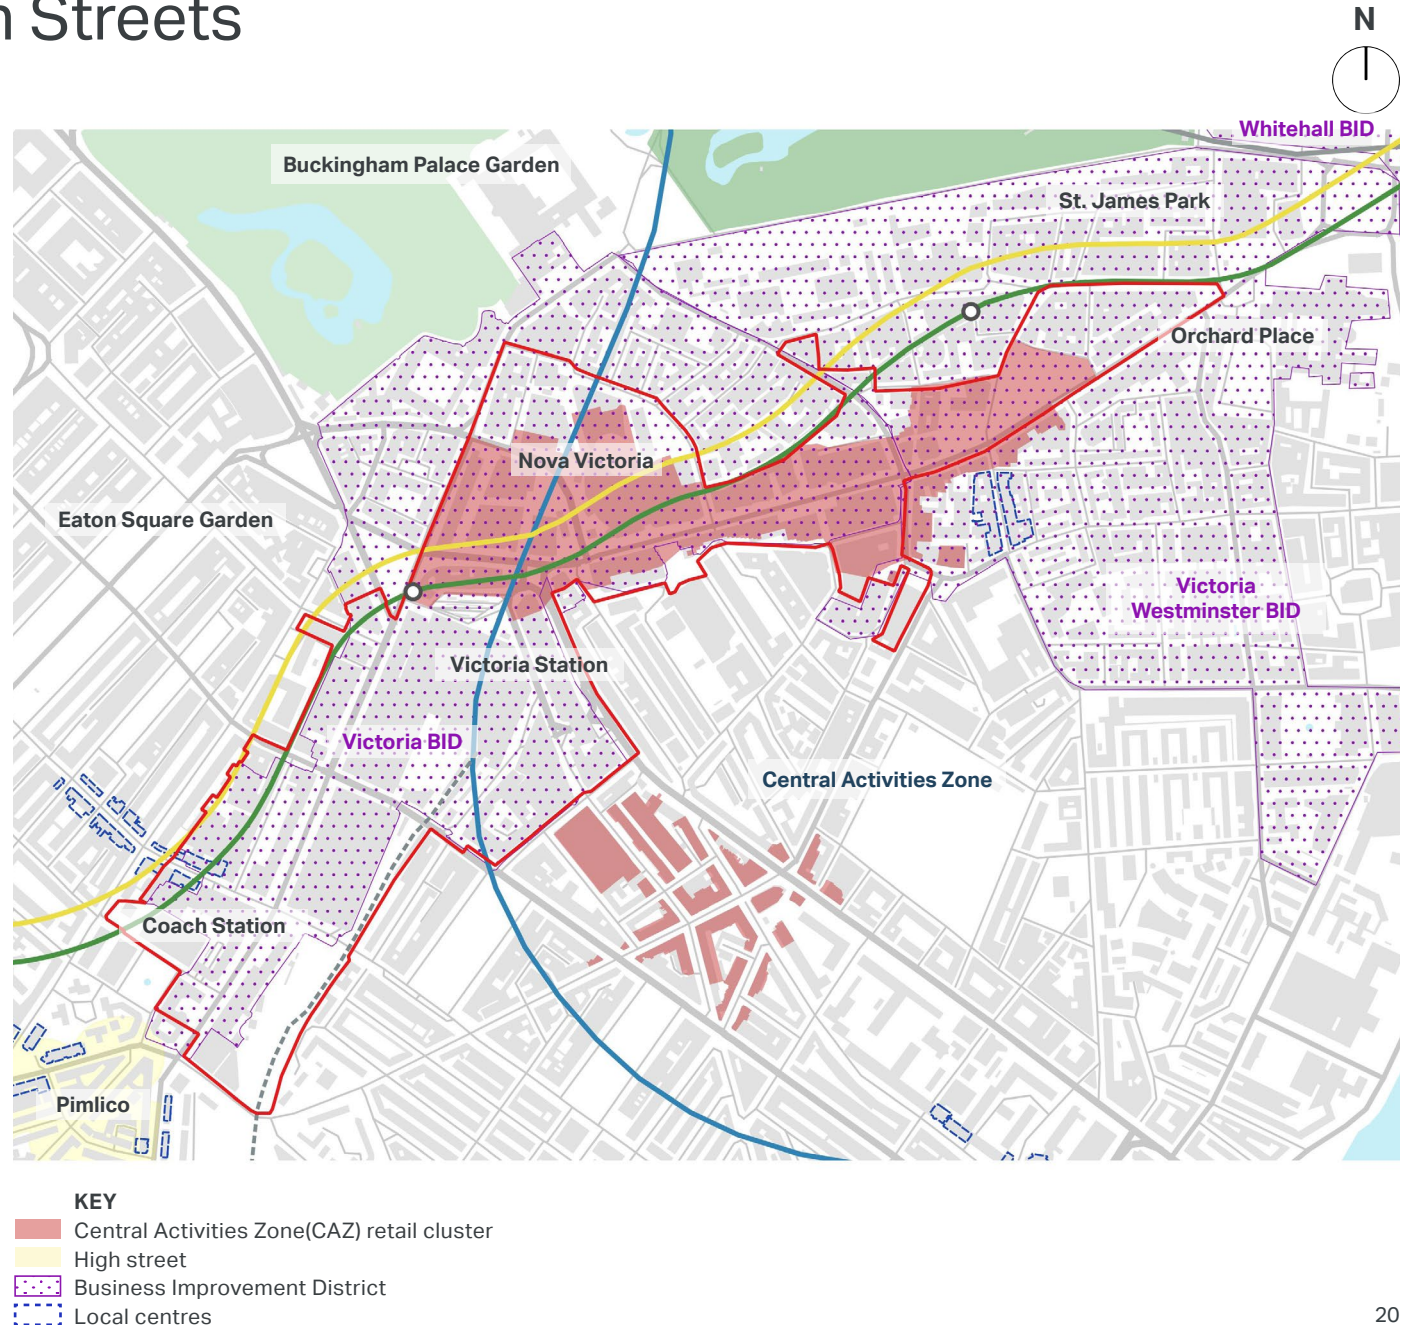 Streets
N
Whitehall BID
Buckingham Palace Garden
St. James Park
Orchard Place
Nova Victoria
Eaton Square Garden
Victoria
Westminster BID
Victoria Station
Victoria BID
Central Activities Zone
Coach Station
Pimlico
KEY
Central Activities Zone(CAZ) retail cluster
High street
Business Improvement District
Local centres
20